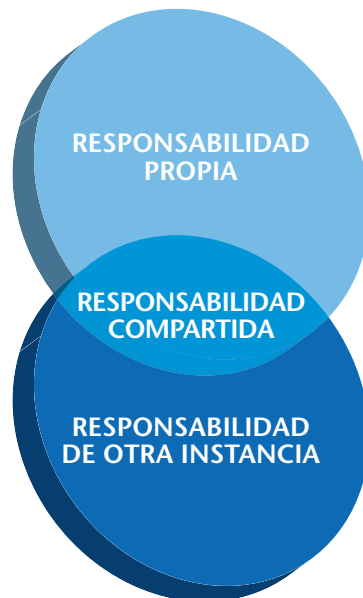 RESPONSABILIDAD
PROPIA
RESPONSABILIDAD
COMPARTIDA
RESPONSABILIDAD
DE OTRA INSTANCIA